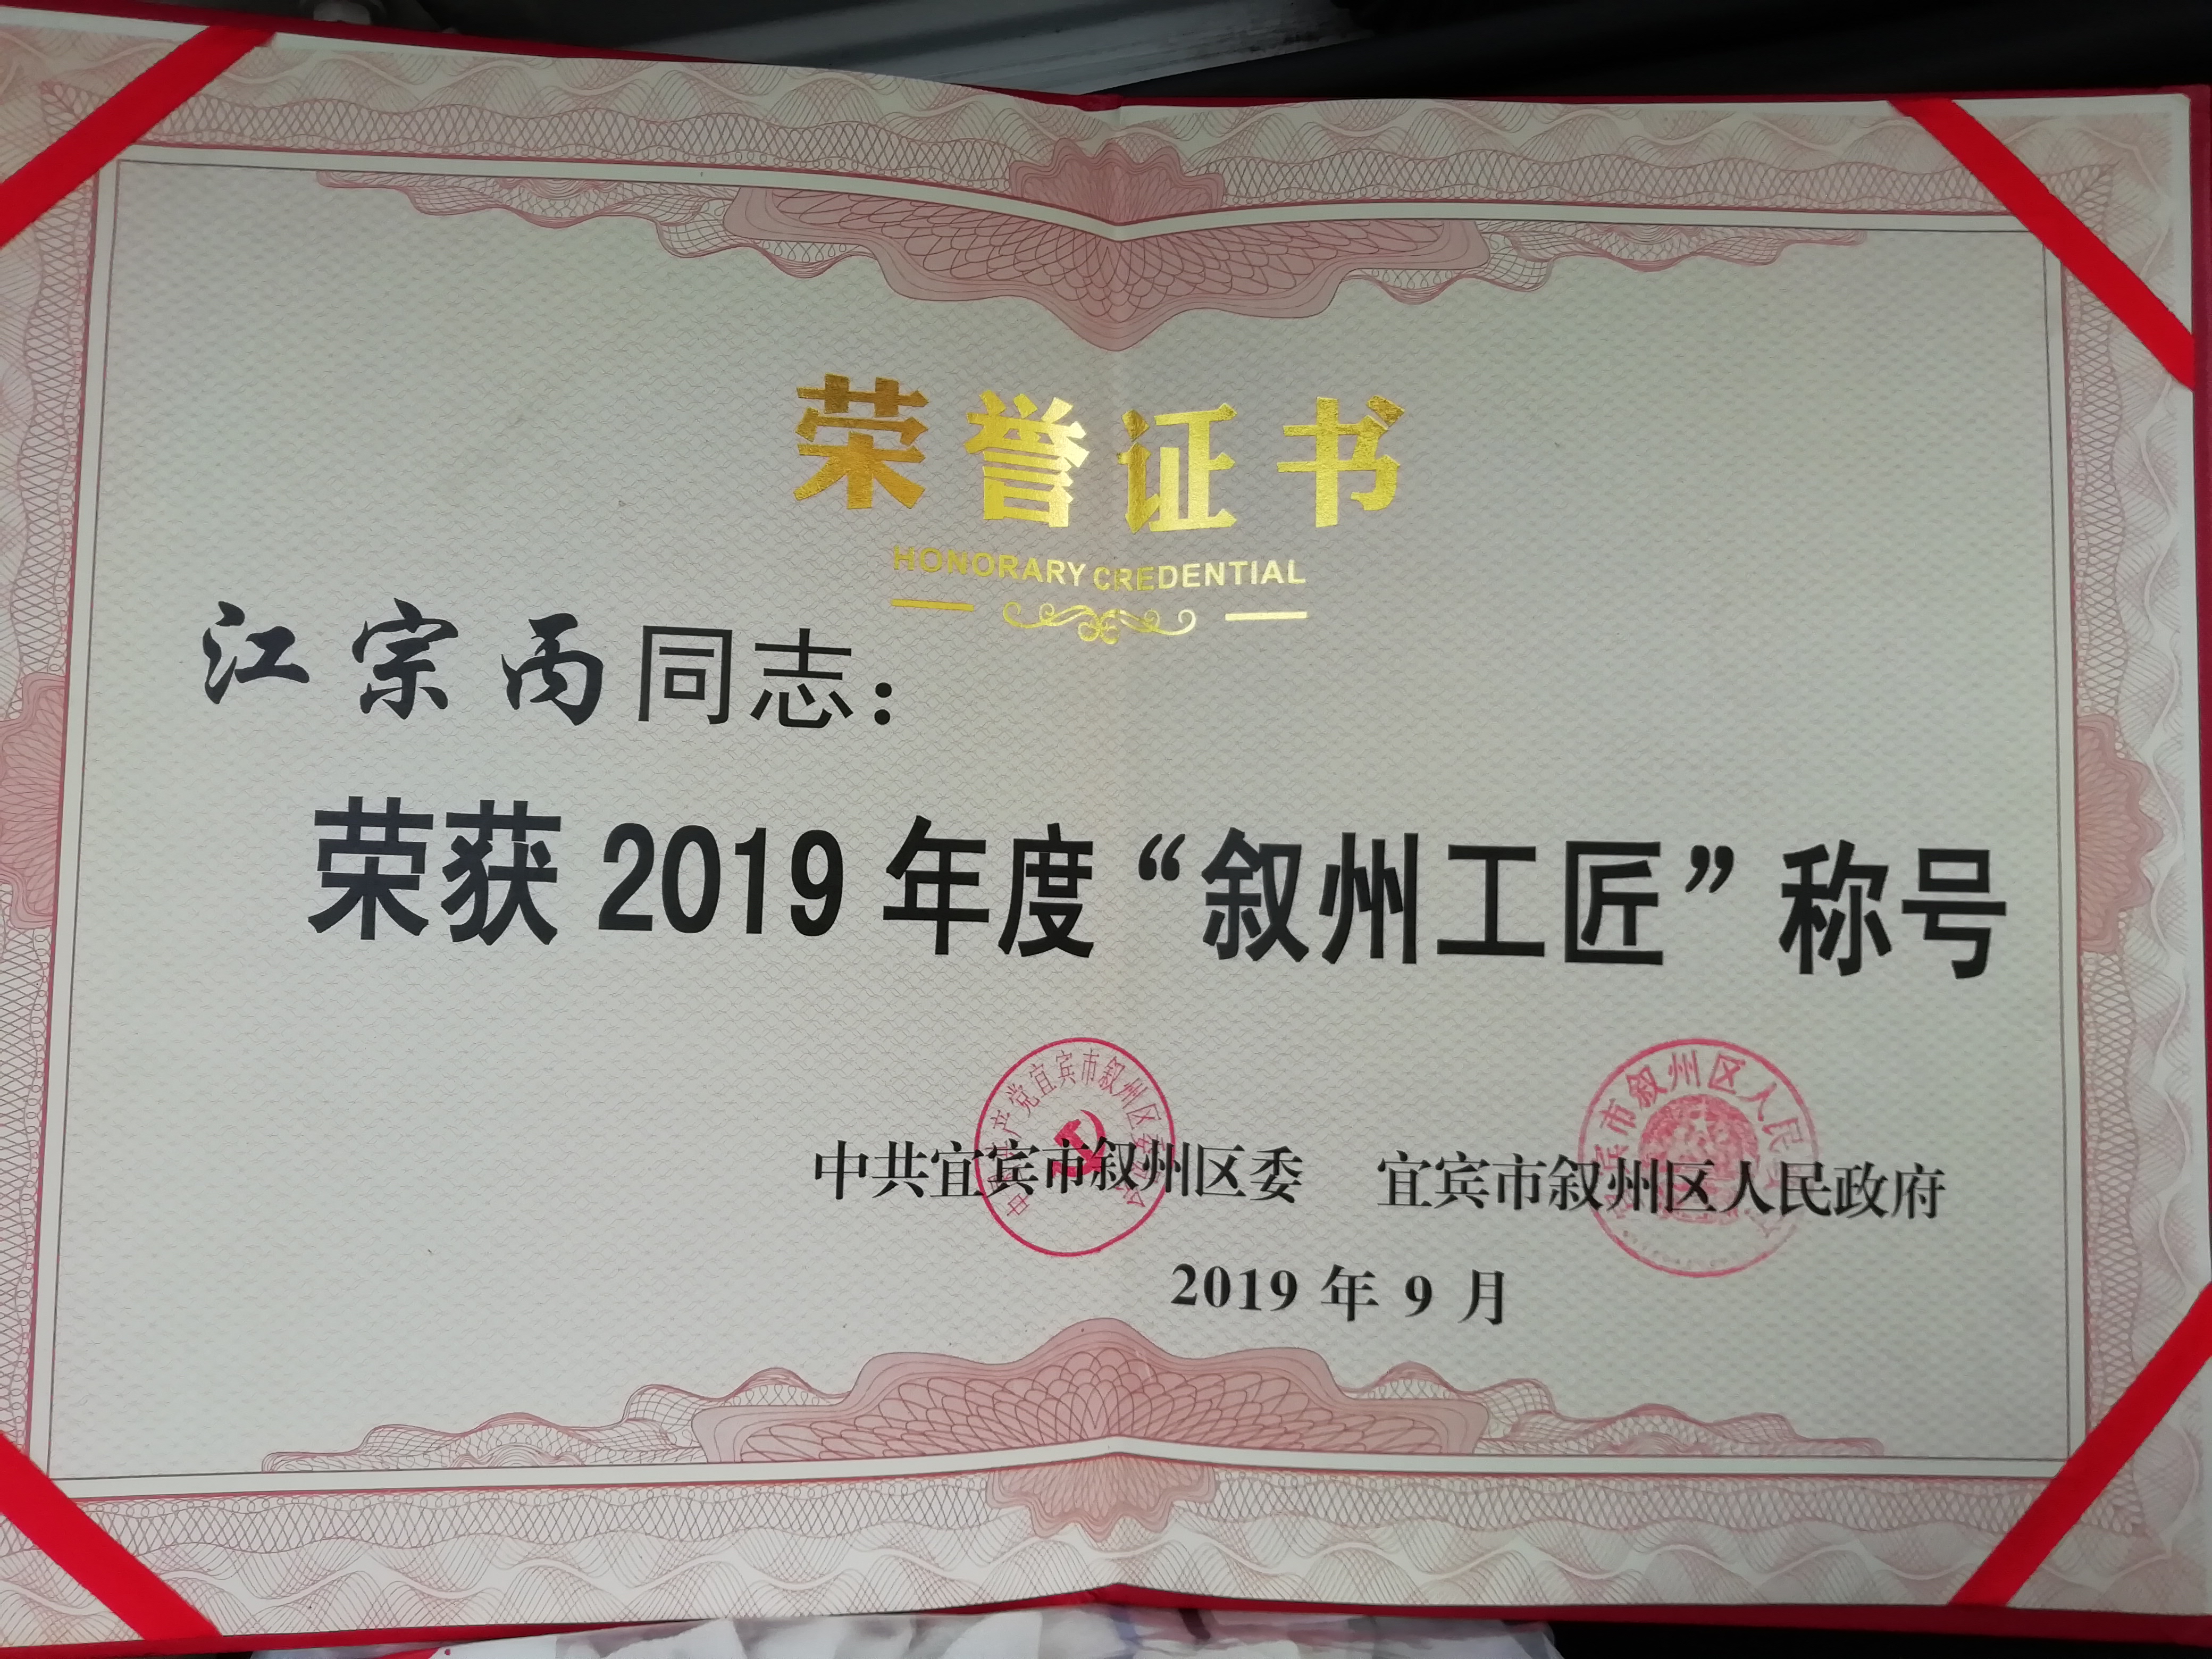 荣誉证书
HONORARY CREDENTIAL
江宗丙同志：
荣获2019年度“叙州工匠”称号
中共宜宾市叙州区委 宜宾市叙州区人民政府
2019年9月